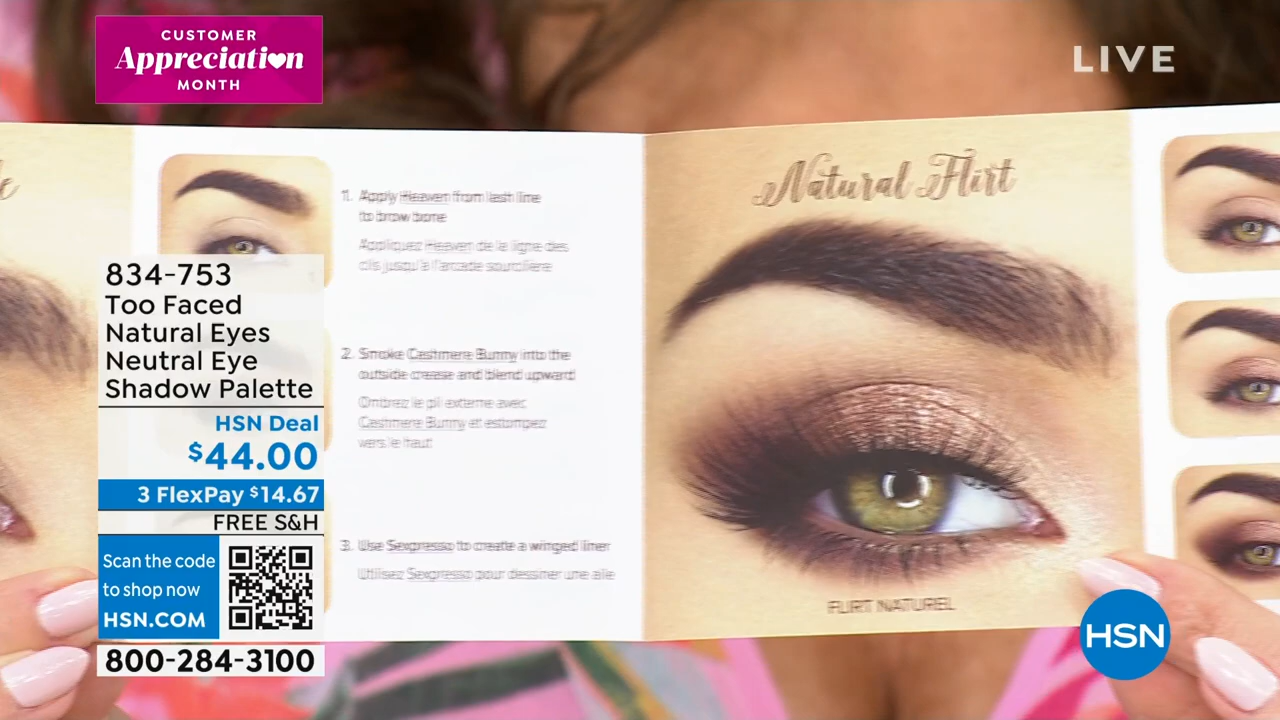 CUSTOMER
Appreciation
MONTH
LIVE
1. Apply Heaven from lash line
to brow bone
Appliquez Heaven de la ligne des
cils jusqu'à l'arcade sourcilière
2. Smoke Cashmere Bunny into the
outside crease and blend upward
Ombrez le pli externe avec
Cashmere Bunny et estompez
vers le haut
3. Use Sexpresso to create a winged liner
Utilisez Sexpresso pour dessiner une aile
Natural Flirt
FLIRT NATUREL
834-753
Too Faced
Natural Eyes
Neutral Eye
Shadow Palette
HSN Deal
$44.00
3 FlexPay $14.67
FREE S&H
Scan the code
to shop now
HSN.COM
800-284-3100
HSN